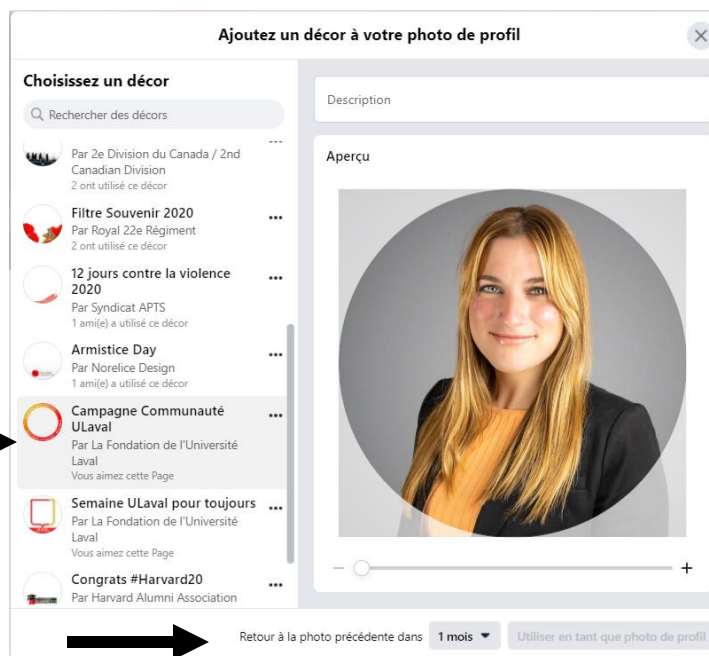 Ajoutez un décor à votre photo de profil
Choisissez un décor
Rechercher des décors
Par 2e Division du Canada / 2nd
Canadian Division
2 ont utilisé ce décor
Filtre Souvenir 2020
Par Royal 22e Régiment
2 ont utilisé ce décor
12 jours contre la violence
2020
Par Syndicat APTS
1 ami(e) a utilisé ce décor
Armistice Day
Par Norelice Design
1 ami(e) a utilisé ce décor
Campagne Communauté
ULaval
Par La Fondation de l'Université
Laval
Vous aimez cette Page
Semaine ULaval pour toujours
Par La Fondation de l'Université
Laval
Vous aimez cette Page
Congrats #Harvard20
Par Harvard Alumni Association
Description
Aperçu
Retour à la photo précédente dans
1 mois
Utiliser en tant que photo de profil